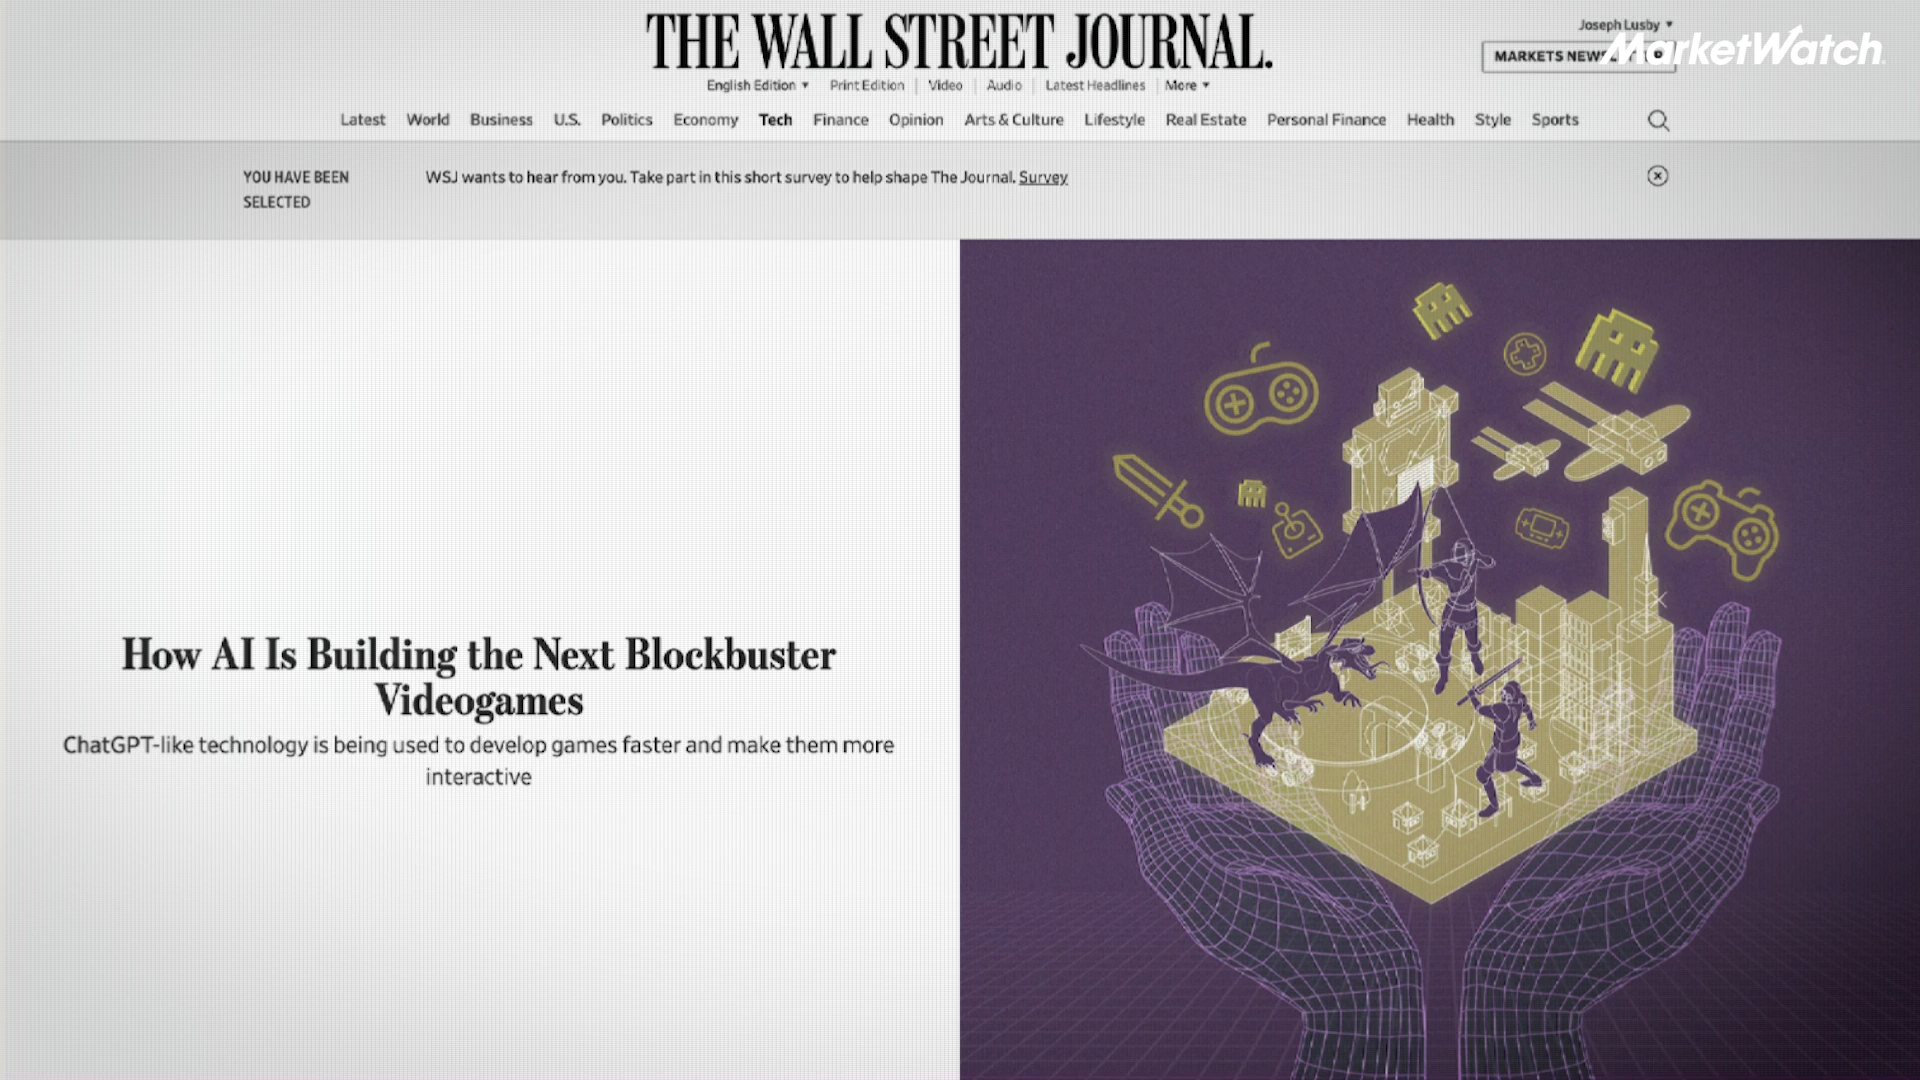 THE WALL STREET JOURNAL.
Joseph Lusby
MarketWatch
MARKETS
English Edition Print Edition Video Audio Latest Headlines More
Latest World Business U.S. Politics Economy Tech Finance Opinion Arts & Culture Lifestyle Real Estate Personal Finance Health Style Sports
YOU HAVE BEEN
SELECTED
WSJ wants to hear from you. Take part in this short survey to help shape The Journal. Survey
How AI Is Building the Next Blockbuster
Videogames
ChatGPT-like technology is being used to develop games faster and make them more
interactive